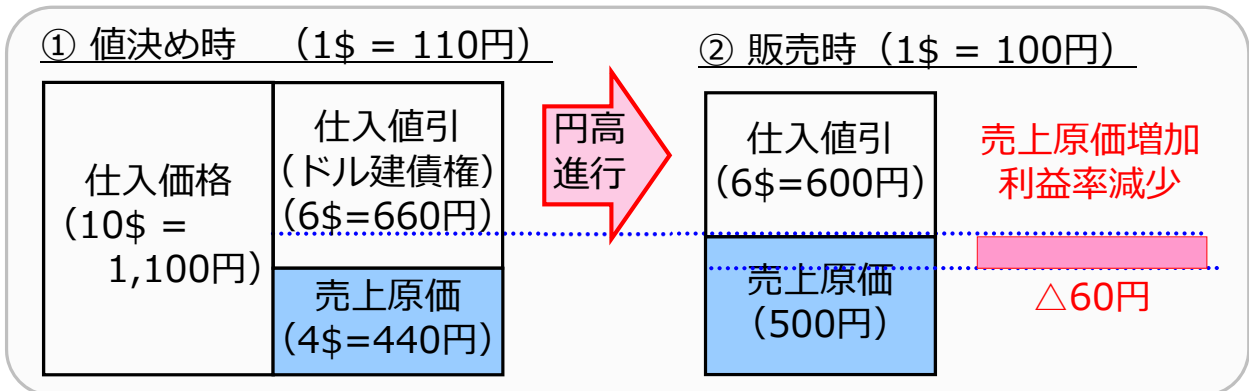 ① 値決め時　（1$ = 110円）
仕入価格
（10$ =
1,100円）
仕入値引
（ドル建債権）
（6$=660円）
売上原価
（4$=440円）
円高
進行
② 販売時（1$ = 100円）
仕入値引
（6$=600円）
売上原価
（500円）
売上原価増加
利益率減少
△60円